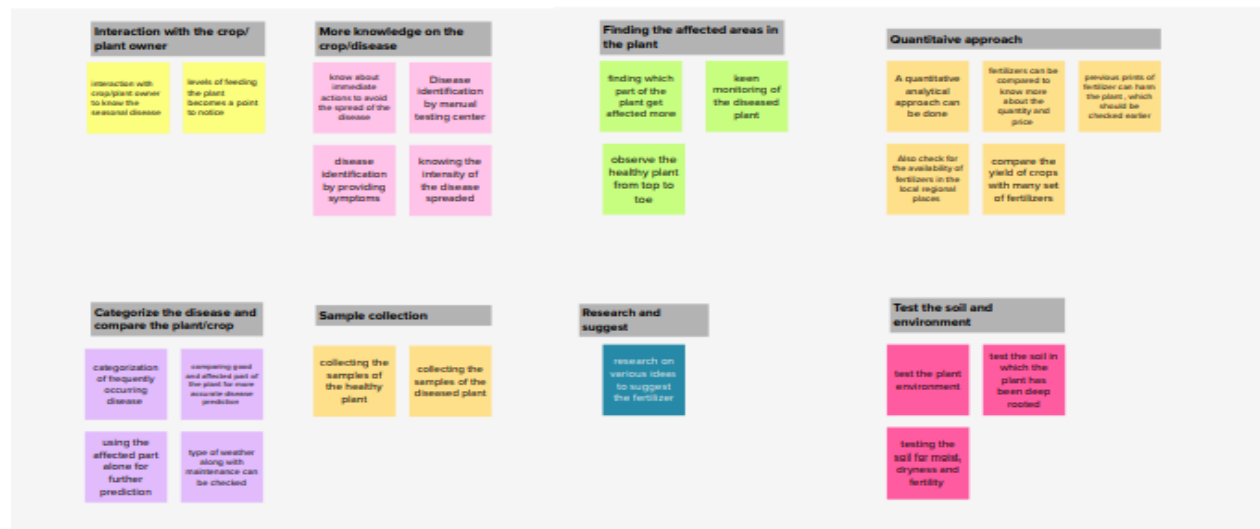 Interaction with the crop/
plant owner
interaction with
crop/plant owner
to know the
seasonal disease
levels of feeding
the plant
becomes a point
to notice
More knowledge on the
crop/disease
know about
immediate
actions to avoid
the spread of the
disease
Disease
identification
by manual
testing center
disease
identification
by providing
symptoms
knowing the
intensity of
the disease
spreaded
Finding the affected areas in
the plant
finding which
part of the
plant get
affected more
keen
monitoring of
the diseased
plant
observe the
healthy plant
from top to
toe
Quantitaive approach
A quantitative
analytical
approach can
be done
fertilizers can be
compared to
know more
about the
quantity and
price
previous prints of
fertilizer can harm
the plant , which
should be
checked earlier
Also check for
the availability of
fertilizers in the
local regional
places
compare the
yield of crops
with many set
of fertilizers
Categorize the disease and
compare the plant/crop
categorization
of frequently
occurring
disease
comparing good
and affected part of
the plant for more
accurate disease
prediction
using the
affected part
alone for
further
prediction
type of weather
along with
maintenance can
be checked
Sample collection
collecting the
samples of
the healthy
plant
collecting the
samples of the
diseased plant
Research and
suggest
research on
various ideas
to suggest
the fertilizer
Test the soil and
environment
test the plant
environment
test the soil in
which the
plant has
been deep
rooted
testing the
soil for moist,
dryness and
fertility